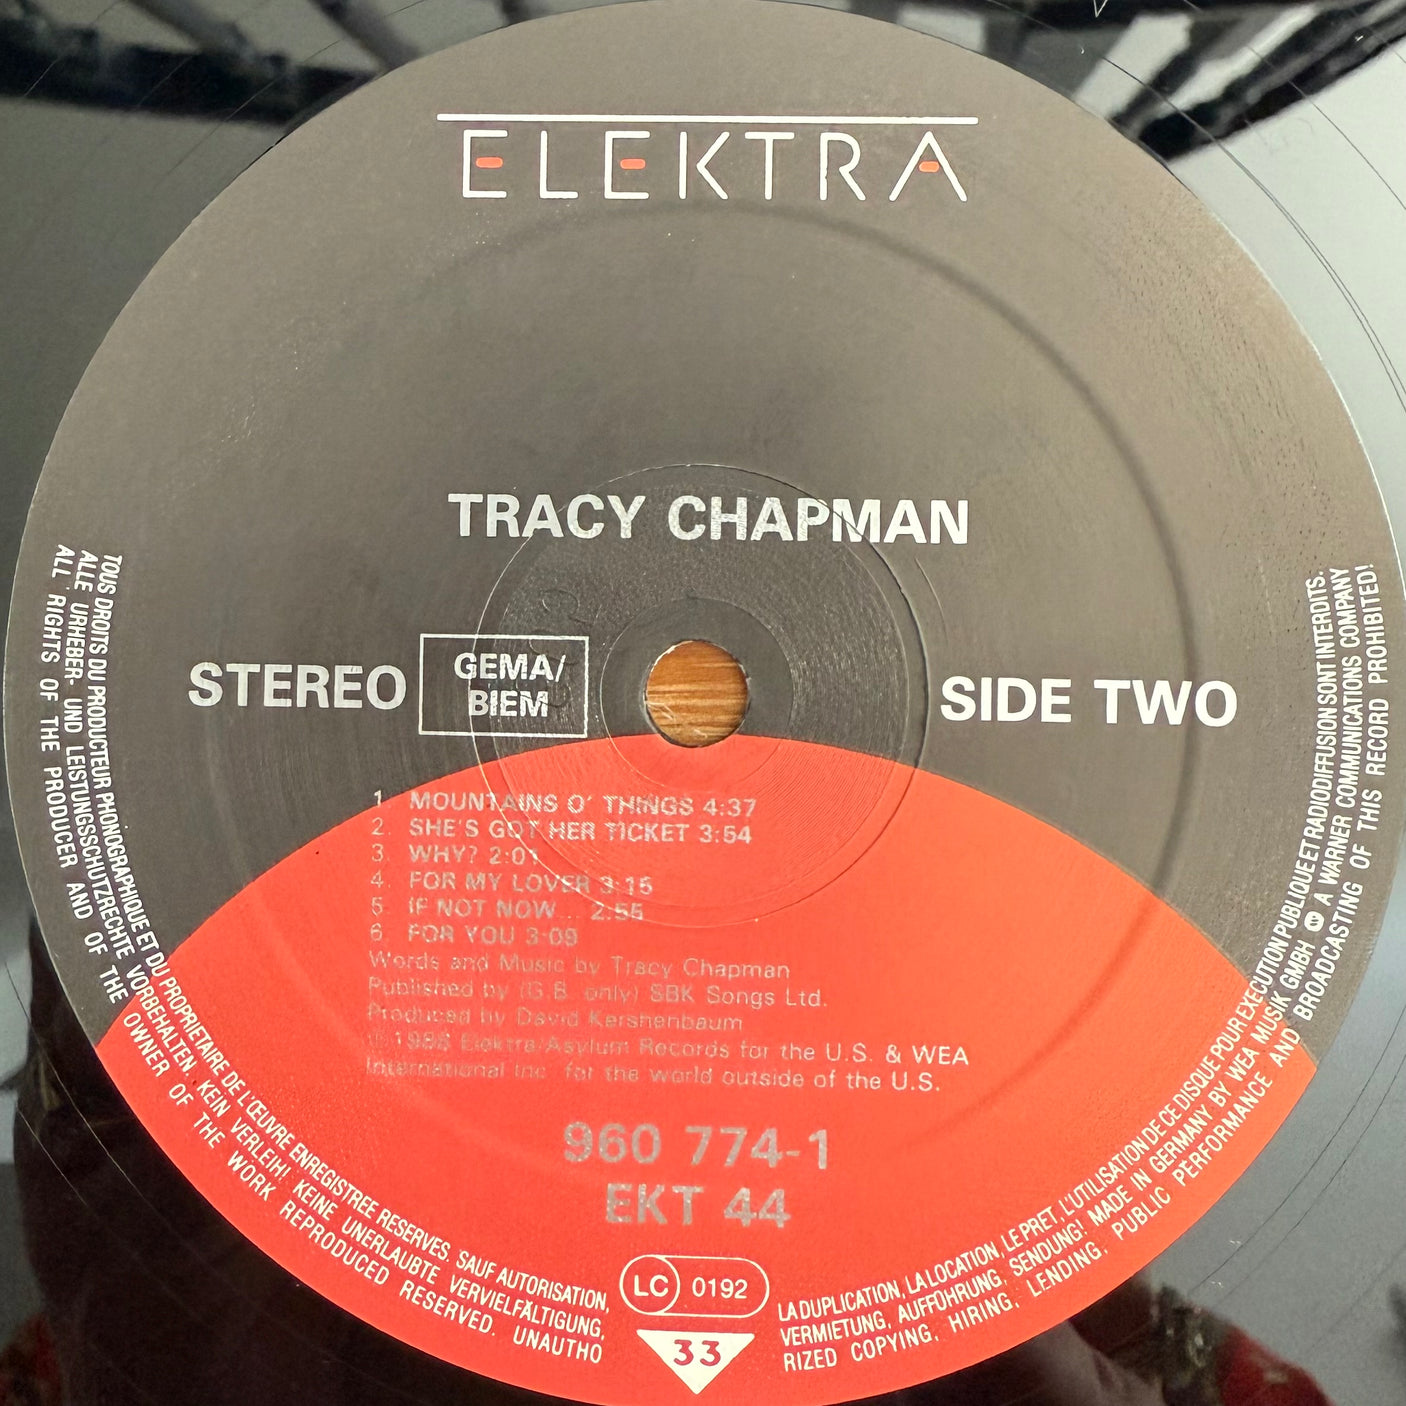 ELEKTRA
TRACY CHAPMAN
STEREO
GEMA/
BIEM
SIDE TWO
1. MOUNTAINS O' THINGS 4:37
2. SHE'S GOT HER TICKET 3:54
3. WHY? 2:01
4. FOR MY LOVER 3:15
5. IF NOT NOW... 2:55
6. FOR YOU 3:09
Words and Music by Tracy Chapman
Published by (G.B. only) SBK Songs Ltd.
Produced by David Kershenbaum
℗ 1988 Elektra/Asylum Records for the U.S. & WEA
International Inc. for the world outside of the U.S.
960 774-1
EKT 44
LC 0192
33
TOUS DROITS DU PRODUCTEUR PHONOGRAPHIQUE ET DU PROPRIETAIRE DE L'ŒUVRE ENREGISTREE RESERVES. SAUF AUTORISATION, LA DUPLICATION, LA LOCATION, LE PRET, L'UTILISATION DE CE DISQUE POUR EXECUTION PUBLIQUE ET RADIODIFFUSION SONT INTERDITS.
ALLE URHEBER- UND LEISTUNGSSCHUTZRECHTE VORBEHALTEN KEIN VERLEIH! KEINE UNERLAUBTE VERVIELFÄLTIGUNG, VERMIETUNG, AUFFÜHRUNG, SENDUNG! MADE IN GERMANY BY WEA MUSIK GMBH A WARNER COMMUNICATIONS COMPANY
ALL RIGHTS OF THE PRODUCER AND OF THE OWNER OF THE WORK REPRODUCED RESERVED. UNAUTHORIZED COPYING, HIRING, LENDING, PUBLIC PERFORMANCE AND BROADCASTING OF THIS RECORD PROHIBITED!